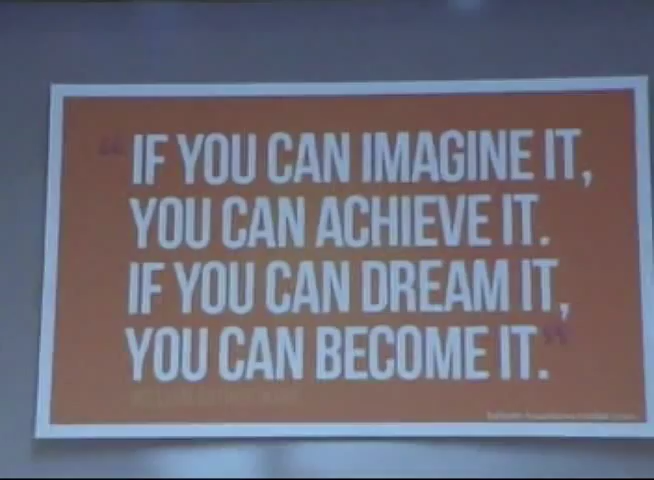 “IF YOU CAN IMAGINE IT,
YOU CAN ACHIEVE IT.
IF YOU CAN DREAM IT,
YOU CAN BECOME IT.”